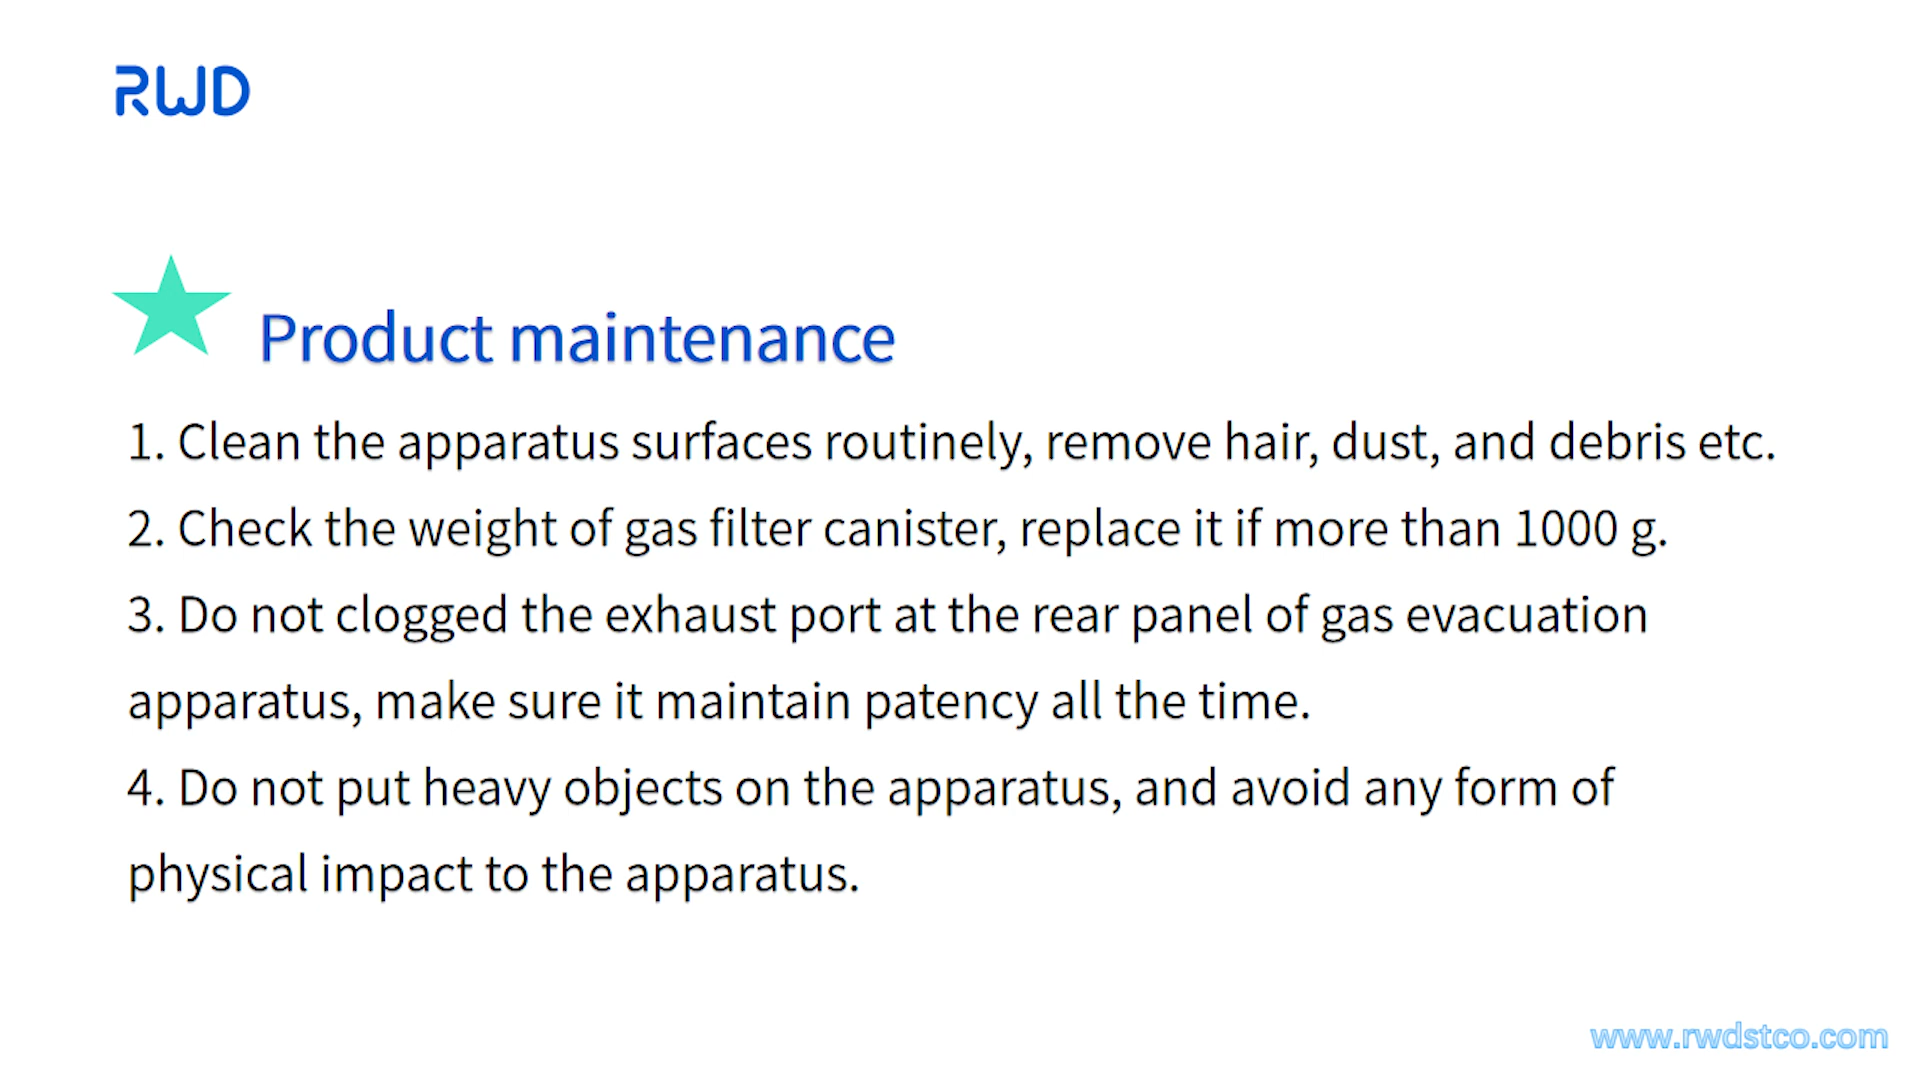 RWD
Product maintenance
1. Clean the apparatus surfaces routinely, remove hair, dust, and debris etc.
2. Check the weight of gas filter canister, replace it if more than 1000 g.
3. Do not clogged the exhaust port at the rear panel of gas evacuation
apparatus, make sure it maintain patency all the time.
4. Do not put heavy objects on the apparatus, and avoid any form of
physical impact to the apparatus.
www.rwdstco.com